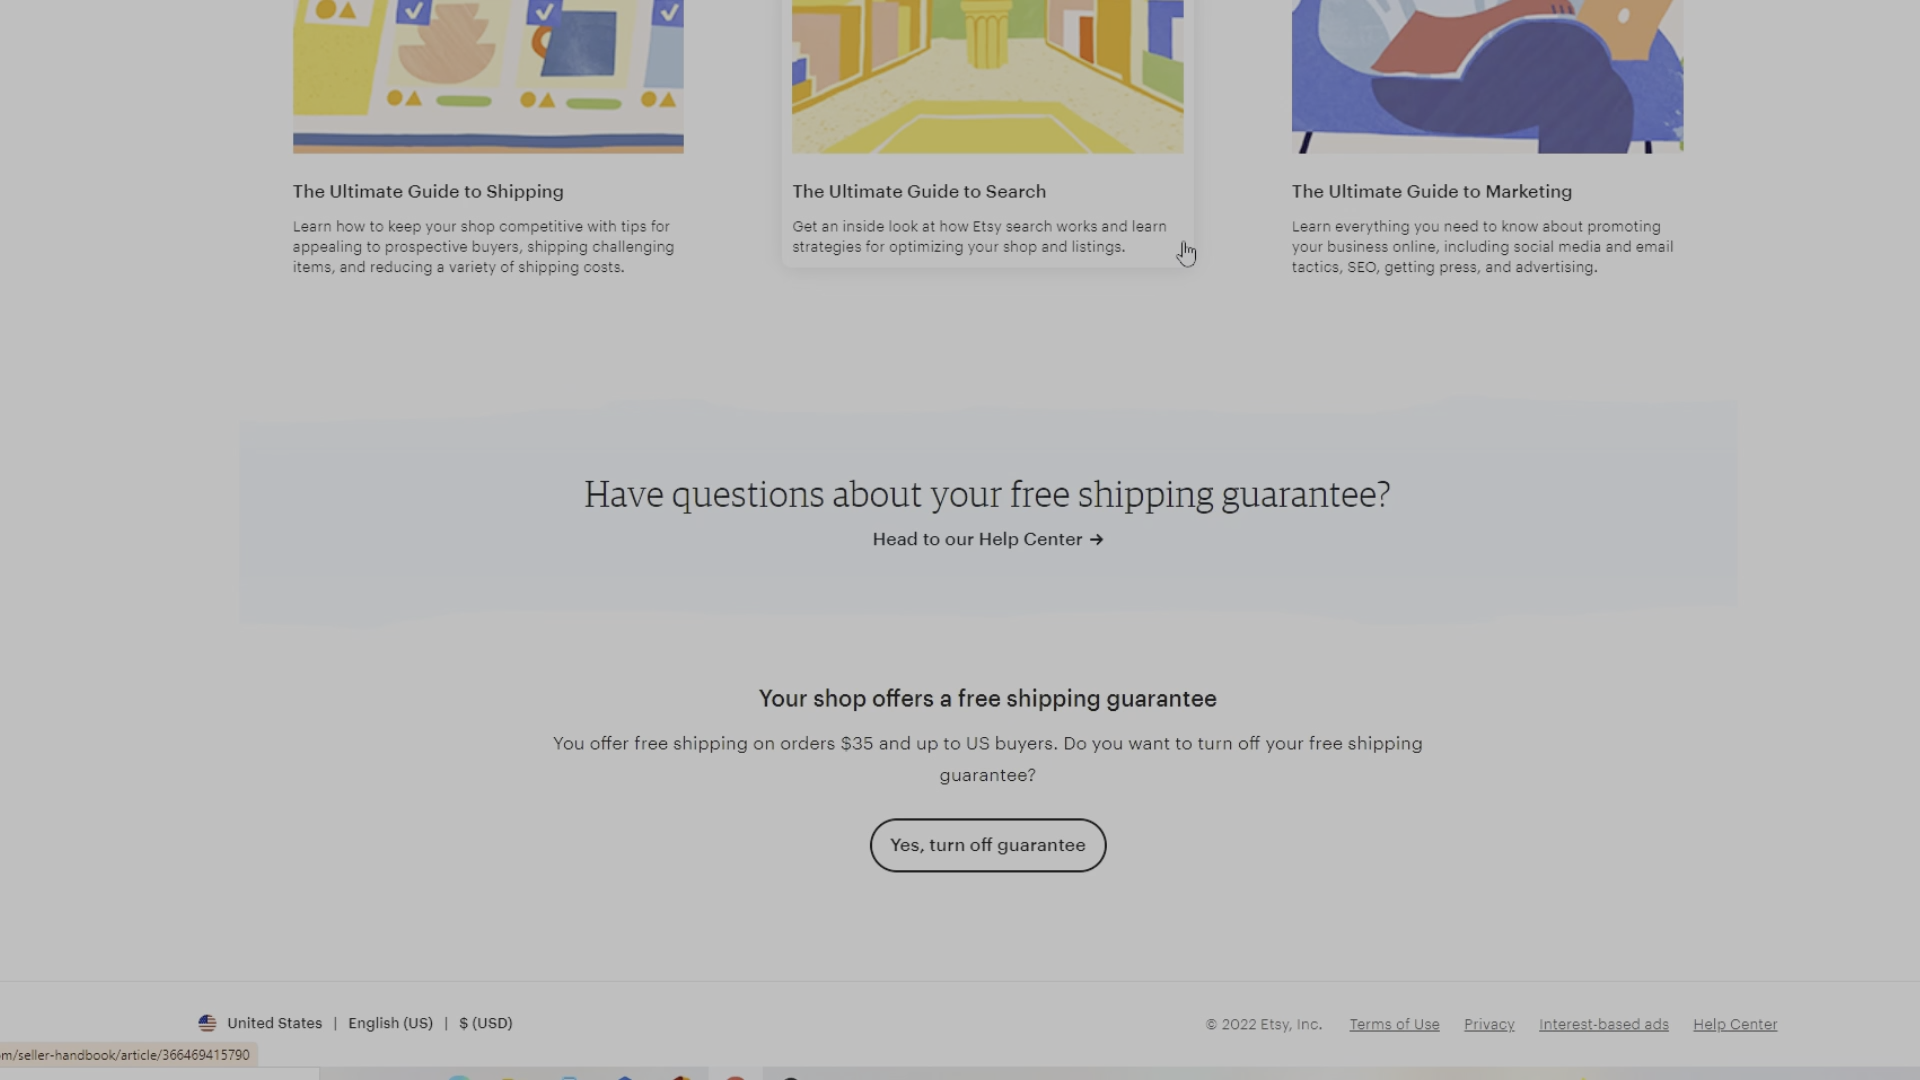 The Ultimate Guide to Shipping
Learn how to keep your shop competitive with tips for
appealing to prospective buyers, shipping challenging
items, and reducing a variety of shipping costs.
The Ultimate Guide to Search
Get an inside look at how Etsy search works and learn
strategies for optimizing your shop and listings.
The Ultimate Guide to Marketing
Learn everything you need to know about promoting
your business online, including social media and email
tactics, SEO, getting press, and advertising.
Have questions about your free shipping guarantee?
Head to our Help Center →
Your shop offers a free shipping guarantee
You offer free shipping on orders $35 and up to US buyers. Do you want to turn off your free shipping
guarantee?
Yes, turn off guarantee
United States | English (US) | $ (USD)
© 2022 Etsy, Inc. Terms of Use Privacy Interest-based ads Help Center
m/seller-handbook/article/366469415790